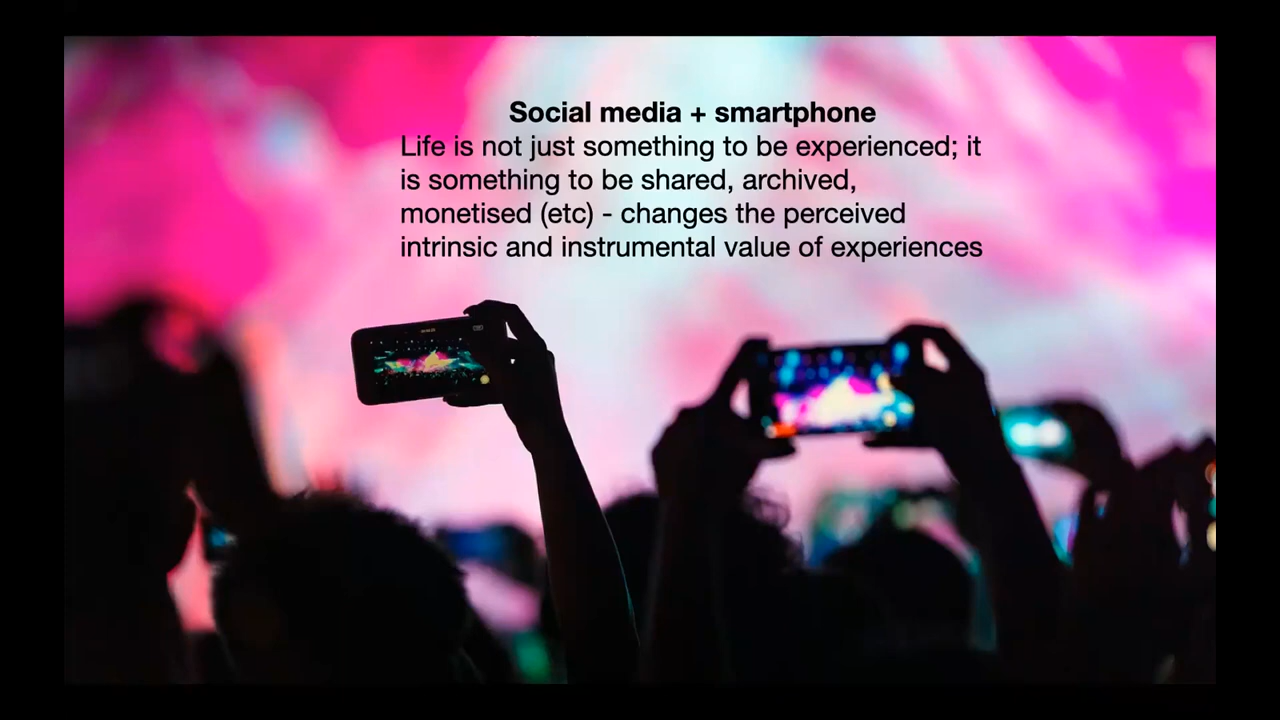 Social media + smartphone
Life is not just something to be experienced; it
is something to be shared, archived,
monetised (etc) - changes the perceived
intrinsic and instrumental value of experiences